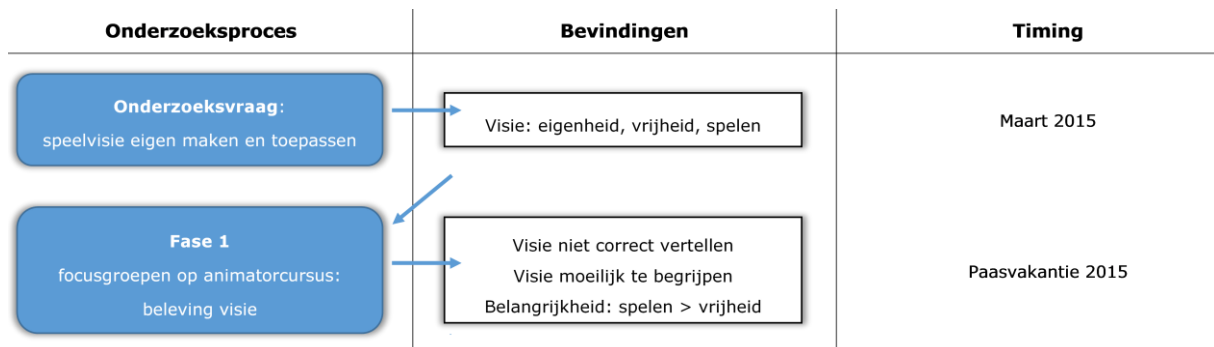 Onderzoeksproces
Bevindingen
Timing
Onderzoeksvraag:
speelvisie eigen maken en toepassen
Visie: eigenheid, vrijheid, spelen
Maart 2015
Fase 1
focusgroepen op animatorcursus:
beleving visie
Visie niet correct vertellen
Visie moeilijk te begrijpen
Belangrijkheid: spelen > vrijheid
Paasvakantie 2015